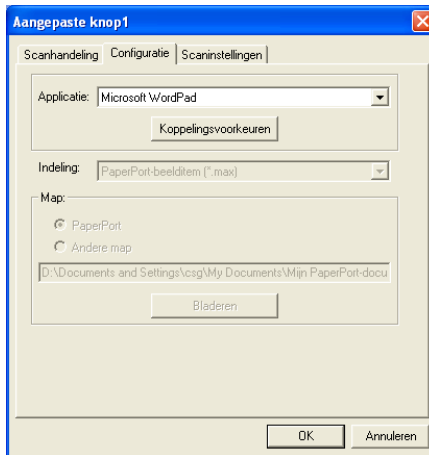 Aangepaste knop1
Scanhandeling Configuratie Scaninstellingen
Applicatie: Microsoft WordPad
Koppelingsvoorkeuren
Indeling: PaperPort-beelditem (*.max)
Map:
PaperPort
Andere map
D:\Documents and Settings\csg\My Documents\Mijn PaperPort-docu
Bladeren
OK Annuleren